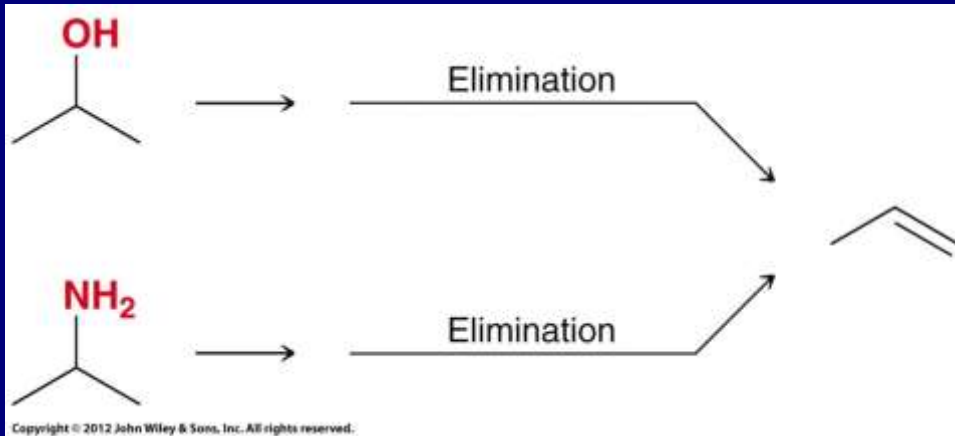 OH
Elimination
NH₂
Elimination
Copyright © 2012 John Wiley & Sons, Inc. All rights reserved.